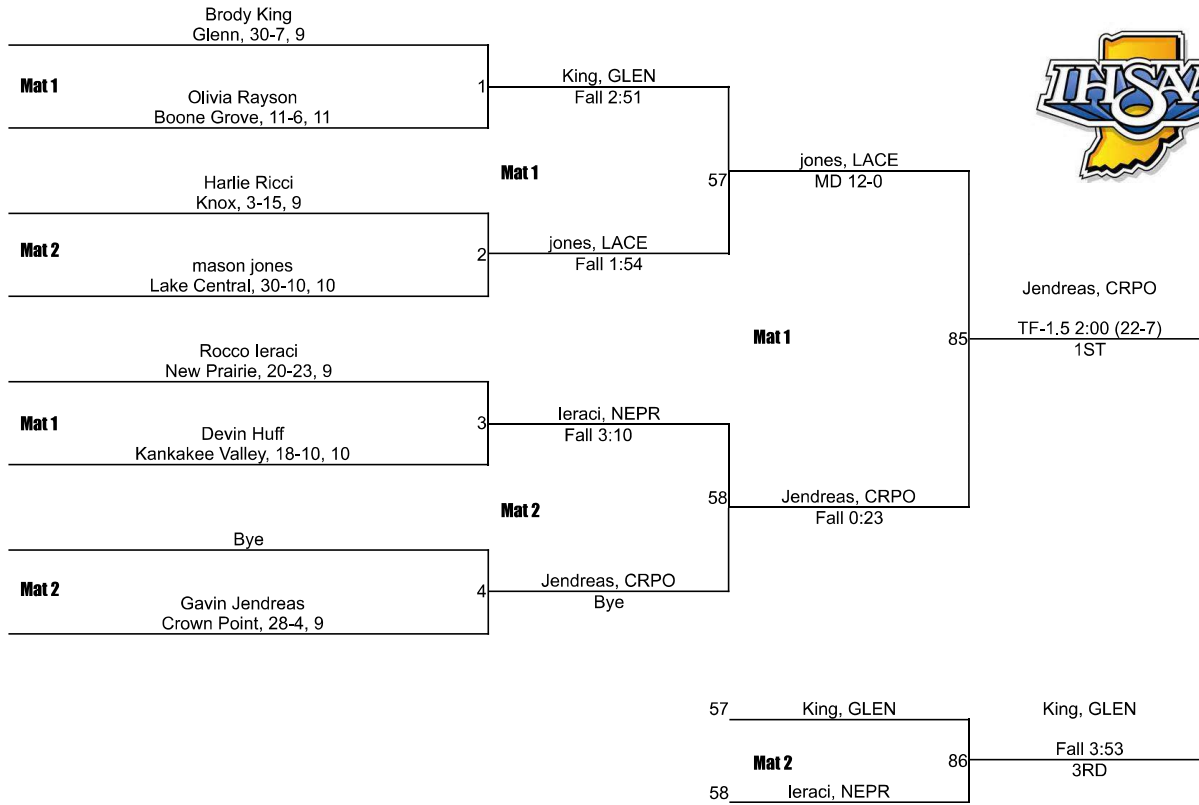 Brody King
Glenn, 30-7, 9
Mat 1
Olivia Rayson
Boone Grove, 11-6, 11
1
King, GLEN
Fall 2:51
Harlie Ricci
Knox, 3-15, 9
Mat 2
mason jones
Lake Central, 30-10, 10
2
jones, LACE
Fall 1:54
Mat 1
57
jones, LACE
MD 12-0
Rocco Ieraci
New Prairie, 20-23, 9
Mat 1
Devin Huff
Kankakee Valley, 18-10, 10
3
Ieraci, NEPR
Fall 3:10
Bye
Mat 2
Gavin Jendreas
Crown Point, 28-4, 9
4
Jendreas, CRPO
Bye
Mat 2
58
Jendreas, CRPO
Fall 0:23
Mat 1
85
Jendreas, CRPO
TF-1.5 2:00 (22-7)
1ST
IHSAA
57
King, GLEN
Mat 2
58
Ieraci, NEPR
86
King, GLEN
Fall 3:53
3RD